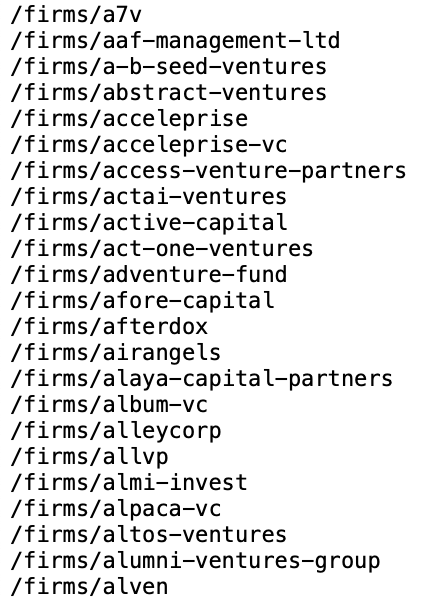 /firms/a7v
/firms/aaf-management-ltd
/firms/a-b-seed-ventures
/firms/abstract-ventures
/firms/acceleprise
/firms/acceleprise-vc
/firms/access-venture-partners
/firms/actai-ventures
/firms/active-capital
/firms/act-one-ventures
/firms/adventure-fund
/firms/afore-capital
/firms/afterdox
/firms/airangels
/firms/alaya-capital-partners
/firms/album-vc
/firms/alleycorp
/firms/allvp
/firms/almi-invest
/firms/alpaca-vc
/firms/altos-ventures
/firms/alumni-ventures-group
/firms/alven